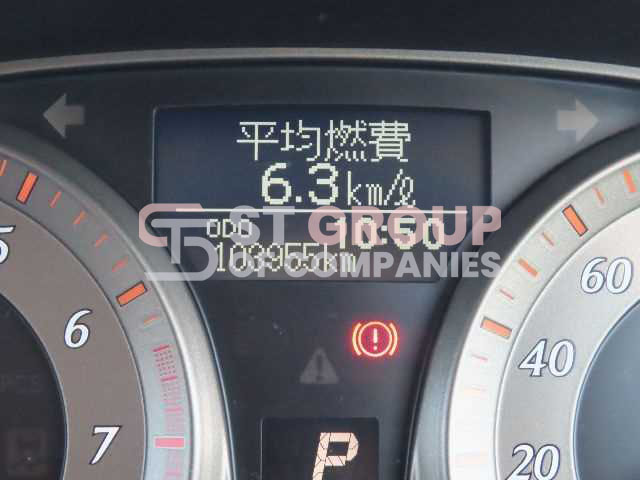 平均燃費
6.3km/ℓ
ST GROUP
OF COMPANIES
ODO 10:50
103955km
5
6
7
P
60
40
20